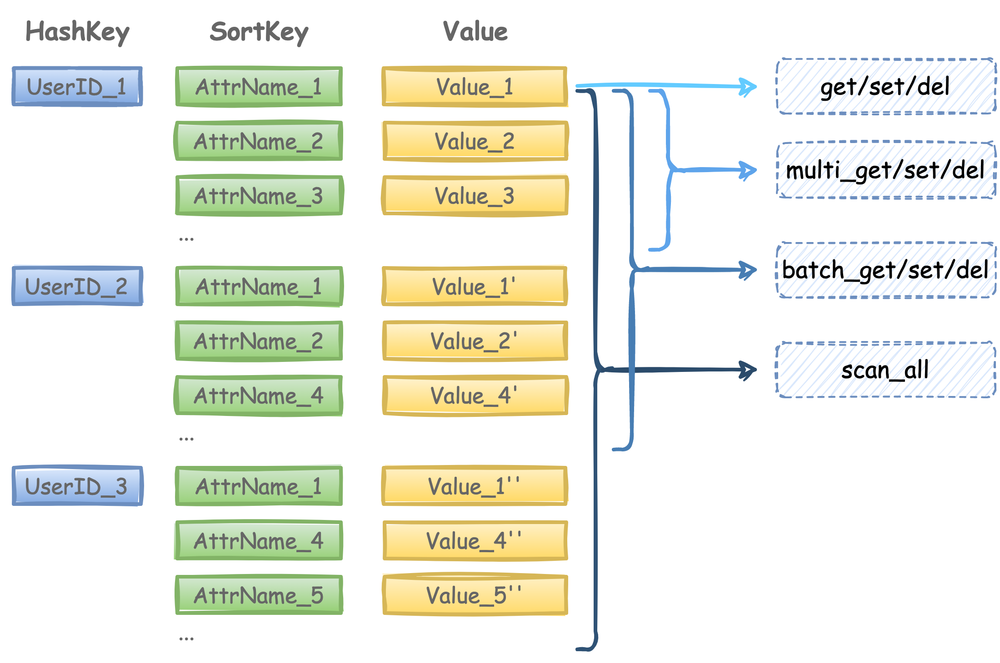 HashKey SortKey Value
UserID_1 AttrName_1 Value_1 get/set/del
AttrName_2 Value_2
multi_get/set/del
AttrName_3 Value_3
...
batch_get/set/del
UserID_2 AttrName_1 Value_1'
AttrName_2 Value_2'
scan_all
AttrName_4 Value_4'
...
UserID_3 AttrName_1 Value_1''
AttrName_4 Value_4''
AttrName_5 Value_5''
...